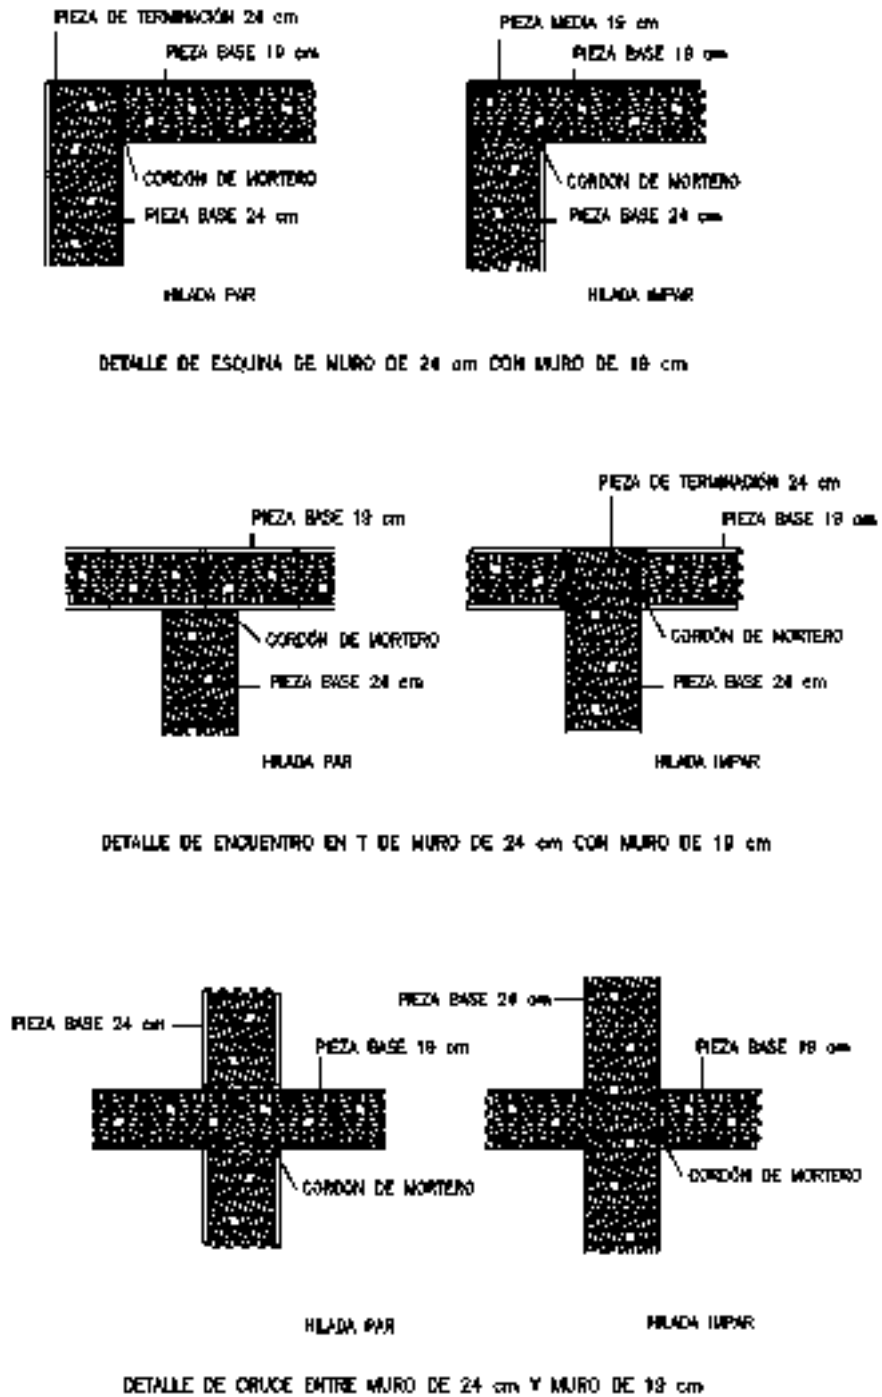 PIEZA DE TERMINACIÓN 24 cm
PIEZA BASE 19 cm
CORDÓN DE MORTERO
PIEZA BASE 24 cm
HILADA PAR
PIEZA MEDIA 19 cm
PIEZA BASE 19 cm
CORDÓN DE MORTERO
PIEZA BASE 24 cm
HILADA IMPAR
DETALLE DE ESQUINA DE MURO DE 24 cm CON MURO DE 19 cm
PIEZA BASE 19 cm
CORDÓN DE MORTERO
PIEZA BASE 24 cm
HILADA PAR
PIEZA DE TERMINACIÓN 24 cm
PIEZA BASE 19 cm
CORDÓN DE MORTERO
PIEZA BASE 24 cm
HILADA IMPAR
DETALLE DE ENCUENTRO EN T DE MURO DE 24 cm CON MURO DE 19 cm
PIEZA BASE 24 cm
PIEZA BASE 19 cm
CORDÓN DE MORTERO
HILADA PAR
PIEZA BASE 24 cm
PIEZA BASE 19 cm
CORDÓN DE MORTERO
HILADA IMPAR
DETALLE DE CRUCE ENTRE MURO DE 24 cm Y MURO DE 19 cm